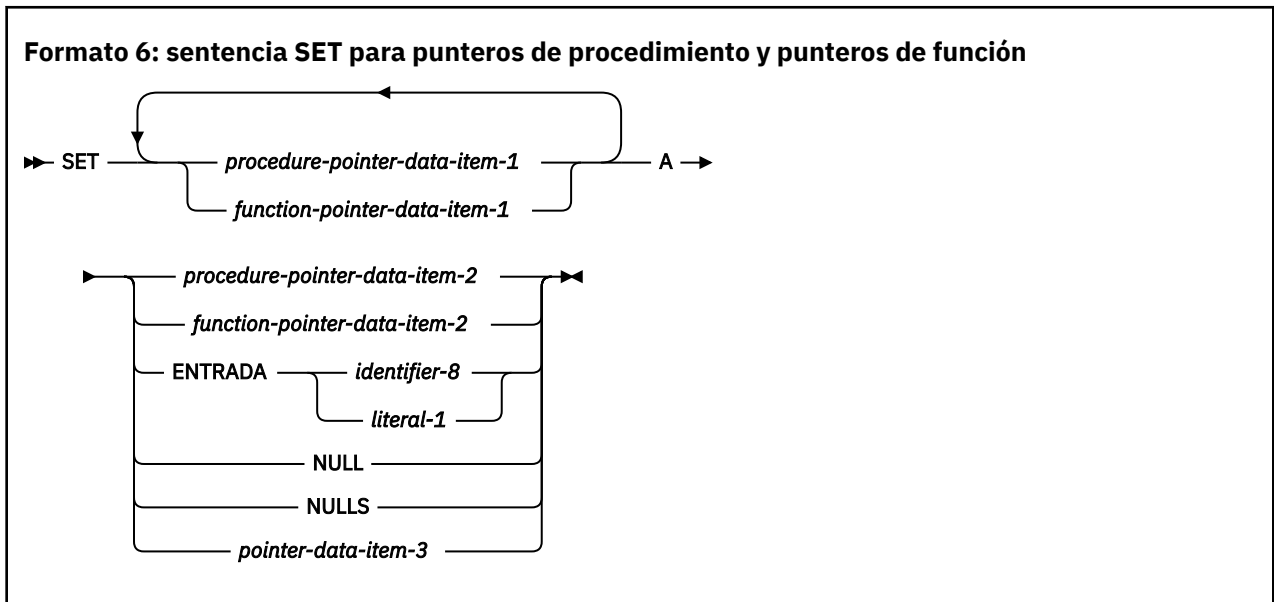 Formato 6: sentencia SET para punteros de procedimiento y punteros de función
SET procedure-pointer-data-item-1 A
function-pointer-data-item-1
procedure-pointer-data-item-2
function-pointer-data-item-2
ENTRADA identifier-8
literal-1
NULL
NULLS
pointer-data-item-3